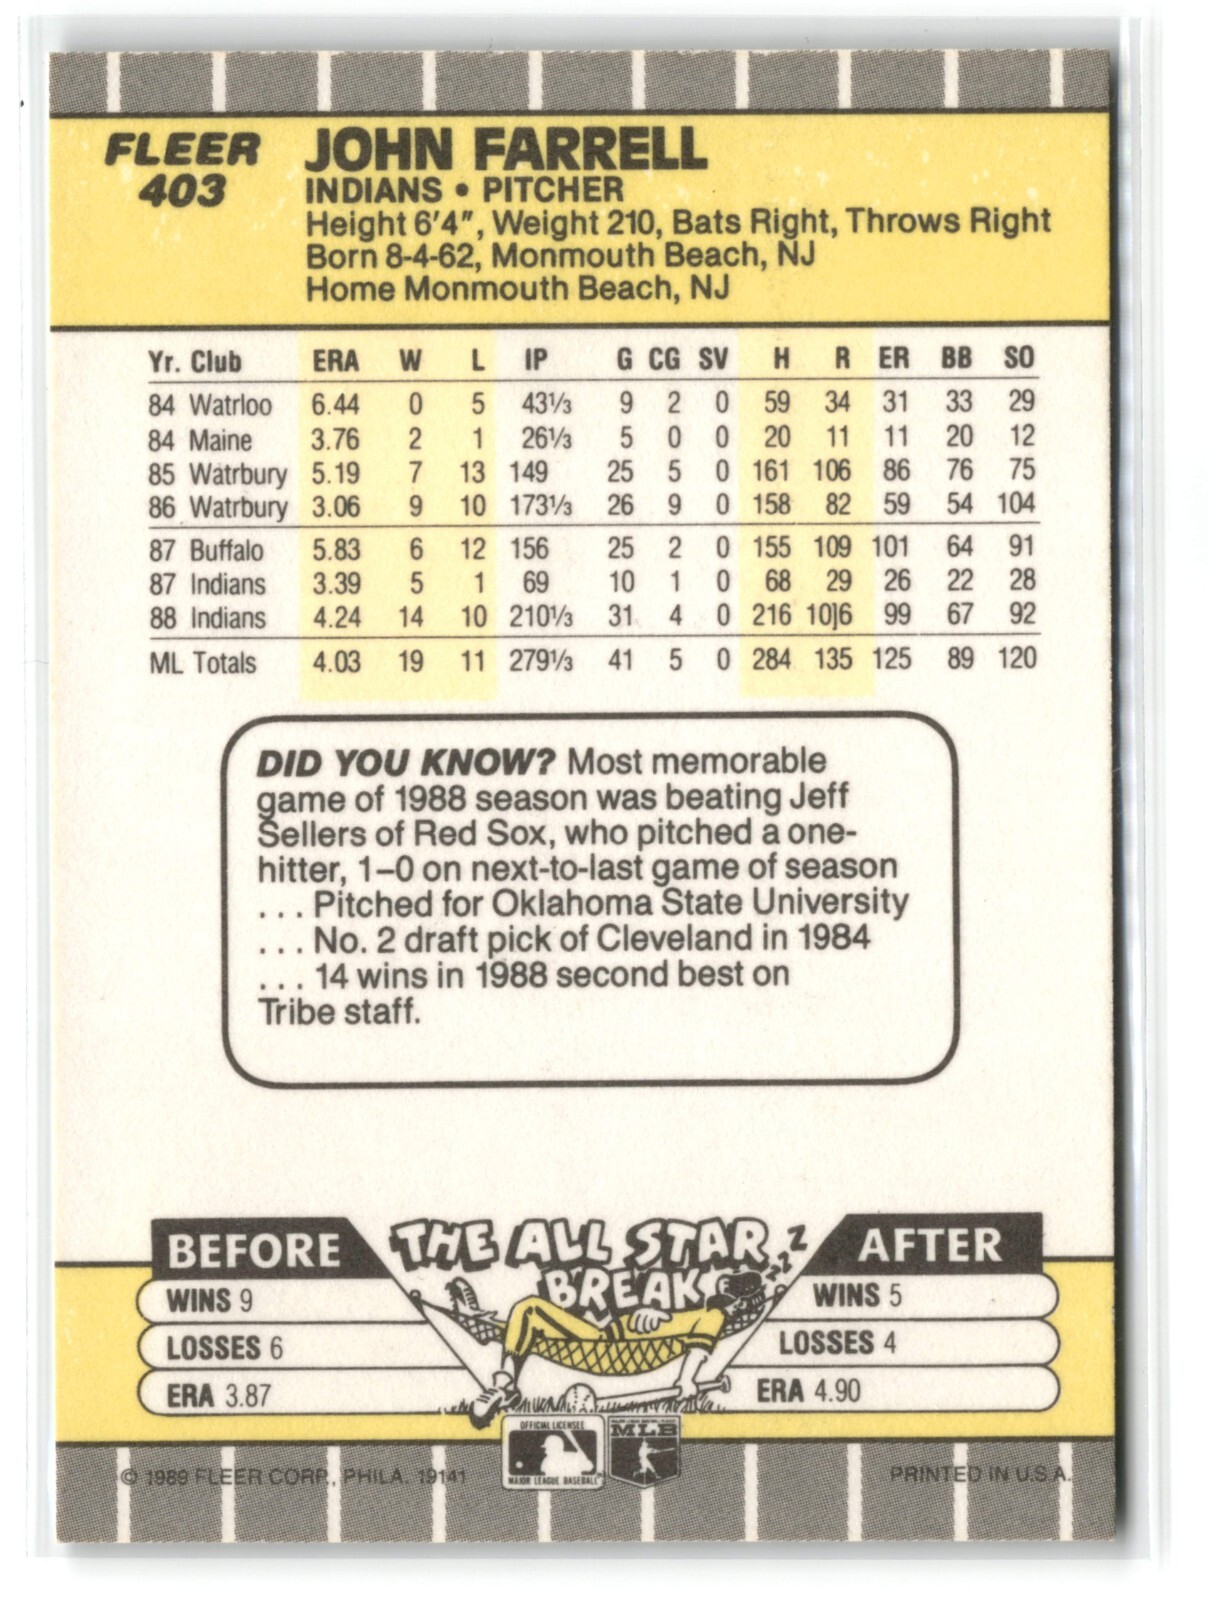 FLEER
403
JOHN FARRELL
INDIANS • PITCHER
Height 6'4", Weight 210, Bats Right, Throws Right
Born 8-4-62, Monmouth Beach, NJ
Home Monmouth Beach, NJ
Yr. Club ERA W L IP G CG SV H R ER BB SO
84 Watrloo 6.44 0 5 43⅓ 9 2 0 59 34 31 33 29
84 Maine 3.76 2 1 26⅓ 5 0 0 20 11 11 20 12
85 Watrbury 5.19 7 13 149 25 5 0 161 106 86 76 75
86 Watrbury 3.06 9 10 173⅓ 26 9 0 158 82 59 54 104
87 Buffalo 5.83 6 12 156 25 2 0 155 109 101 64 91
87 Indians 3.39 5 1 69 10 1 0 68 29 26 22 28
88 Indians 4.24 14 10 210⅓ 31 4 0 216 10]6 99 67 92
ML Totals 4.03 19 11 279⅓ 41 5 0 284 135 125 89 120
DID YOU KNOW? Most memorable
game of 1988 season was beating Jeff
Sellers of Red Sox, who pitched a one-
hitter, 1–0 on next-to-last game of season
... Pitched for Oklahoma State University
... No. 2 draft pick of Cleveland in 1984
... 14 wins in 1988 second best on
Tribe staff.
BEFORE
THE ALL STAR
BREAK
zzZZ
AFTER
WINS 9
LOSSES 6
ERA 3.87
WINS 5
LOSSES 4
ERA 4.90
OFFICIAL LICENSEE
MAJOR LEAGUE BASEBALL
MLB
© 1989 FLEER CORP., PHILA. 19141
PRINTED IN U.S.A.